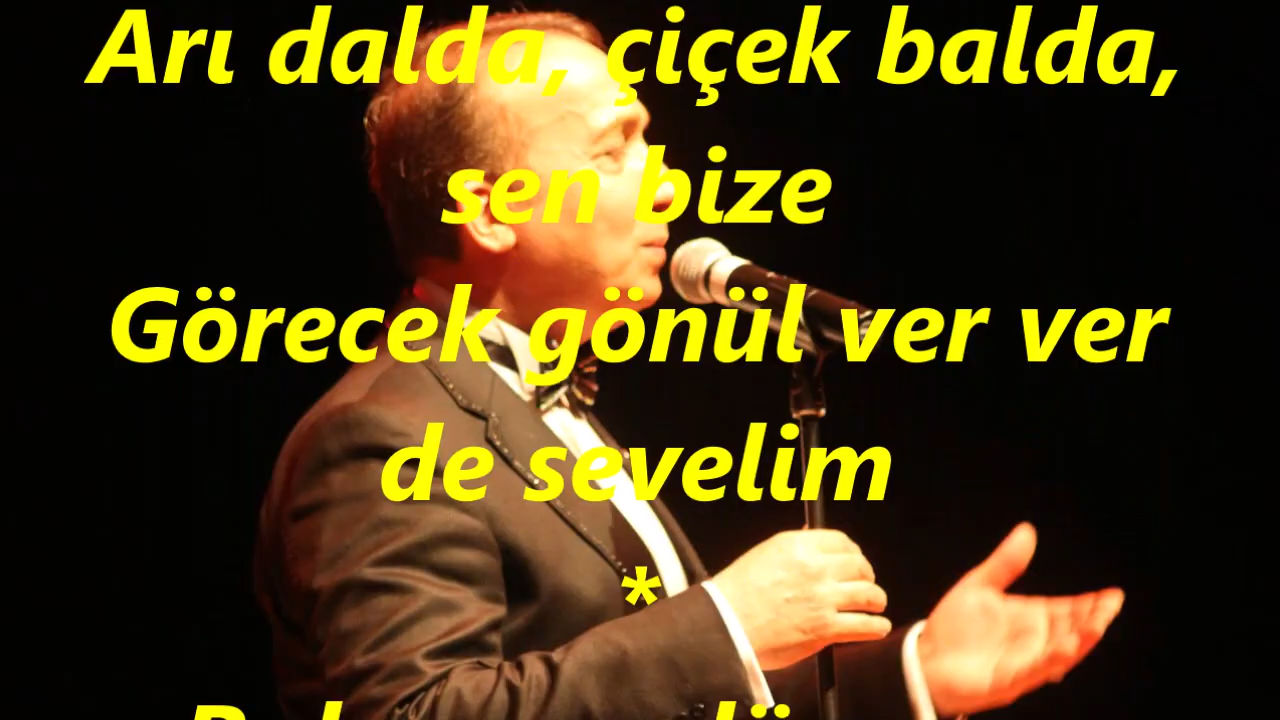 Arı dalda, çiçek balda,
sen bize
Görecek gönül ver ver
de sevelim
*